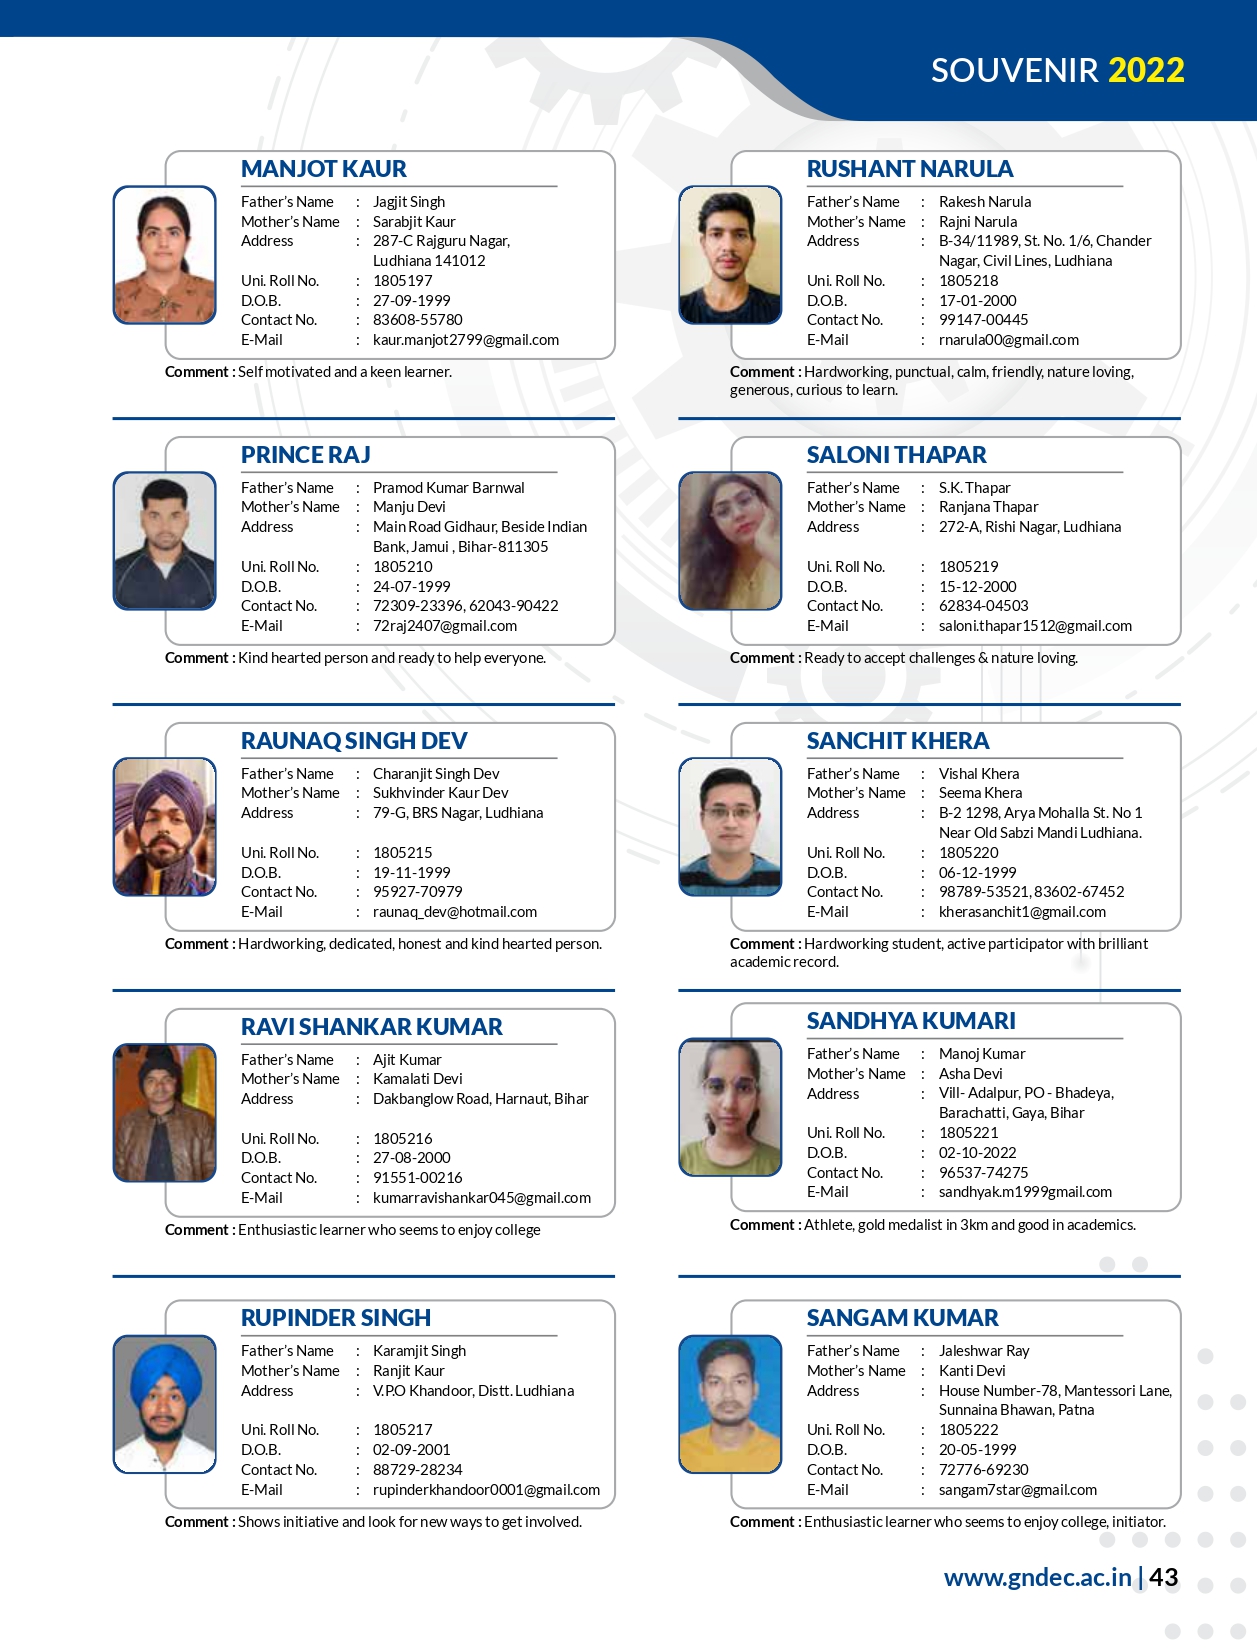 SOUVENIR 2022
MANJOT KAUR
Father's Name : Jagjit Singh
Mother's Name : Sarabjit Kaur
Address : 287-C Rajguru Nagar,
Ludhiana 141012
Uni. Roll No. : 1805197
D.O.B. : 27-09-1999
Contact No. : 83608-55780
E-Mail : kaur.manjot2799@gmail.com
Comment : Self motivated and a keen learner.
PRINCE RAJ
Father's Name : Pramod Kumar Barnwal
Mother's Name : Manju Devi
Address : Main Road Gidhaur, Beside Indian
Bank, Jamui , Bihar-811305
Uni. Roll No. : 1805210
D.O.B. : 24-07-1999
Contact No. : 72309-23396, 62043-90422
E-Mail : 72raj2407@gmail.com
Comment : Kind hearted person and ready to help everyone.
RAUNAQ SINGH DEV
Father's Name : Charanjit Singh Dev
Mother's Name : Sukhvinder Kaur Dev
Address : 79-G, BRS Nagar, Ludhiana
Uni. Roll No. : 1805215
D.O.B. : 19-11-1999
Contact No. : 95927-70979
E-Mail : raunaq_dev@hotmail.com
Comment : Hardworking, dedicated, honest and kind hearted person.
RAVI SHANKAR KUMAR
Father's Name : Ajit Kumar
Mother's Name : Kamalati Devi
Address : Dakbanglow Road, Harnaut, Bihar
Uni. Roll No. : 1805216
D.O.B. : 27-08-2000
Contact No. : 91551-00216
E-Mail : kumarravishankar045@gmail.com
Comment : Enthusiastic learner who seems to enjoy college
RUPINDER SINGH
Father's Name : Karamjit Singh
Mother's Name : Ranjit Kaur
Address : V.P.O Khandoor, Distt. Ludhiana
Uni. Roll No. : 1805217
D.O.B. : 02-09-2001
Contact No. : 88729-28234
E-Mail : rupinderkhandoor0001@gmail.com
Comment : Shows initiative and look for new ways to get involved.
RUSHANT NARULA
Father's Name : Rakesh Narula
Mother's Name : Rajni Narula
Address : B-34/11989, St. No. 1/6, Chander
Nagar, Civil Lines, Ludhiana
Uni. Roll No. : 1805218
D.O.B. : 17-01-2000
Contact No. : 99147-00445
E-Mail : rnarula00@gmail.com
Comment : Hardworking, punctual, calm, friendly, nature loving,
generous, curious to learn.
SALONI THAPAR
Father's Name : S.K. Thapar
Mother's Name : Ranjana Thapar
Address : 272-A, Rishi Nagar, Ludhiana
Uni. Roll No. : 1805219
D.O.B. : 15-12-2000
Contact No. : 62834-04503
E-Mail : saloni.thapar1512@gmail.com
Comment : Ready to accept challenges & nature loving.
SANCHIT KHERA
Father's Name : Vishal Khera
Mother's Name : Seema Khera
Address : B-2 1298, Arya Mohalla St. No 1
Near Old Sabzi Mandi Ludhiana.
Uni. Roll No. : 1805220
D.O.B. : 06-12-1999
Contact No. : 98789-53521, 83602-67452
E-Mail : kherasanchit1@gmail.com
Comment : Hardworking student, active participator with brilliant
academic record.
SANDHYA KUMARI
Father's Name : Manoj Kumar
Mother's Name : Asha Devi
Address : Vill- Adalpur, PO - Bhadeya,
Barachatti, Gaya, Bihar
Uni. Roll No. : 1805221
D.O.B. : 02-10-2022
Contact No. : 96537-74275
E-Mail : sandhyak.m1999gmail.com
Comment : Athlete, gold medalist in 3km and good in academics.
SANGAM KUMAR
Father's Name : Jaleshwar Ray
Mother's Name : Kanti Devi
Address : House Number-78, Mantessori Lane,
Sunnaina Bhawan, Patna
Uni. Roll No. : 1805222
D.O.B. : 20-05-1999
Contact No. : 72776-69230
E-Mail : sangam7star@gmail.com
Comment : Enthusiastic learner who seems to enjoy college, initiator.
www.gndec.ac.in | 43